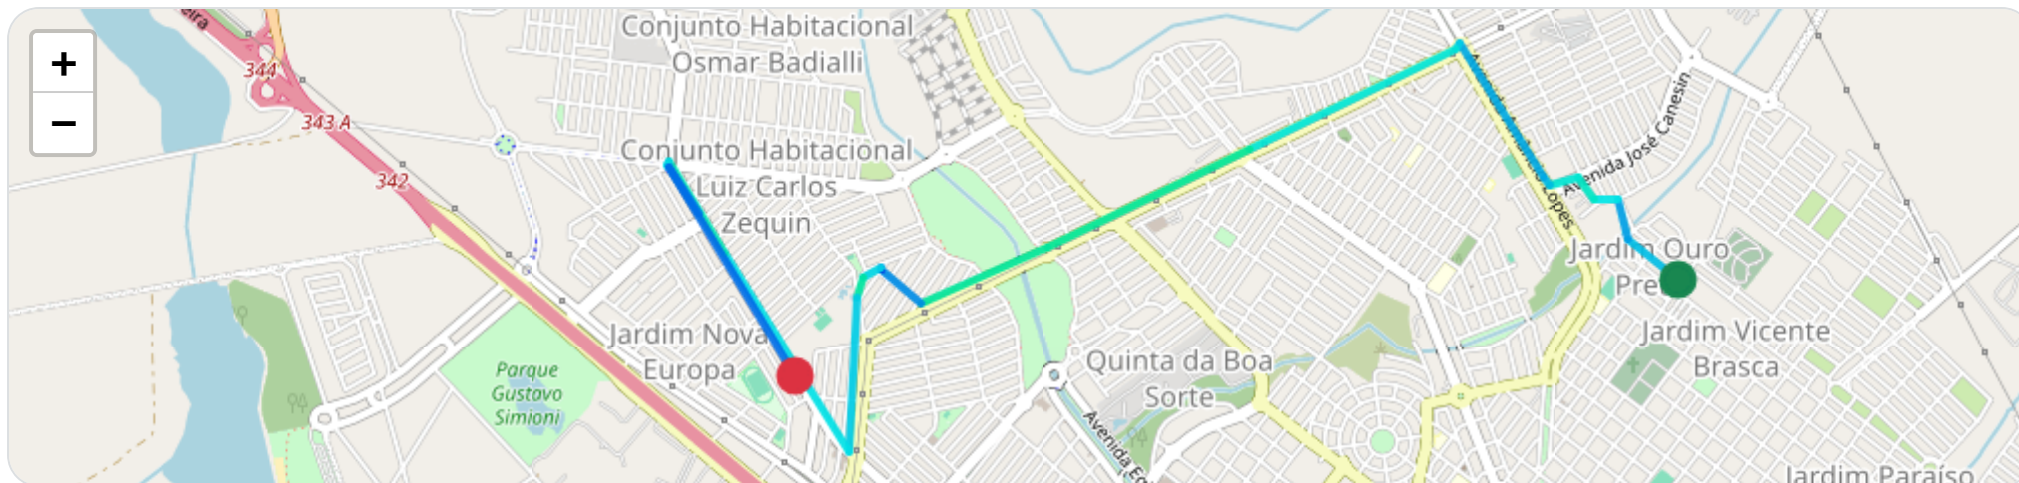 +
−
344
343 A
342
Conjunto Habitacional
Osmar Badialli
Conjunto Habitacional
Luiz Carlos
Zequin
Jardim Nova
Europa
Parque
Gustavo
Simioni
Quinta da Boa
Sorte
Avenida José Canesin
Jardim Ouro
Jardim Vicente
Brasca
Jardim Paraíso